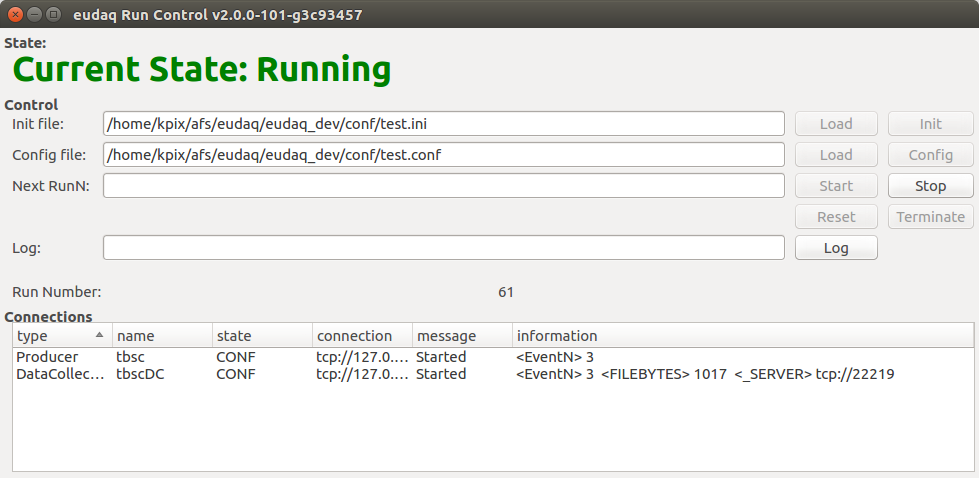 eudaq Run Control v2.0.0-101-g3c93457
State:
Current State: Running
Control
Init file: /home/kpix/afs/eudaq/eudaq_dev/conf/test.ini Load Init
Config file: /home/kpix/afs/eudaq/eudaq_dev/conf/test.conf Load Config
Next RunN: Start Stop
Reset Terminate
Log: Log
Run Number: 61
Connections
type name state connection message information
Producer tbsc CONF tcp://127.0.... Started <EventN> 3
DataCollec... tbscDC CONF tcp://127.0.... Started <EventN> 3 <FILEBYTES> 1017 <_SERVER> tcp://22219